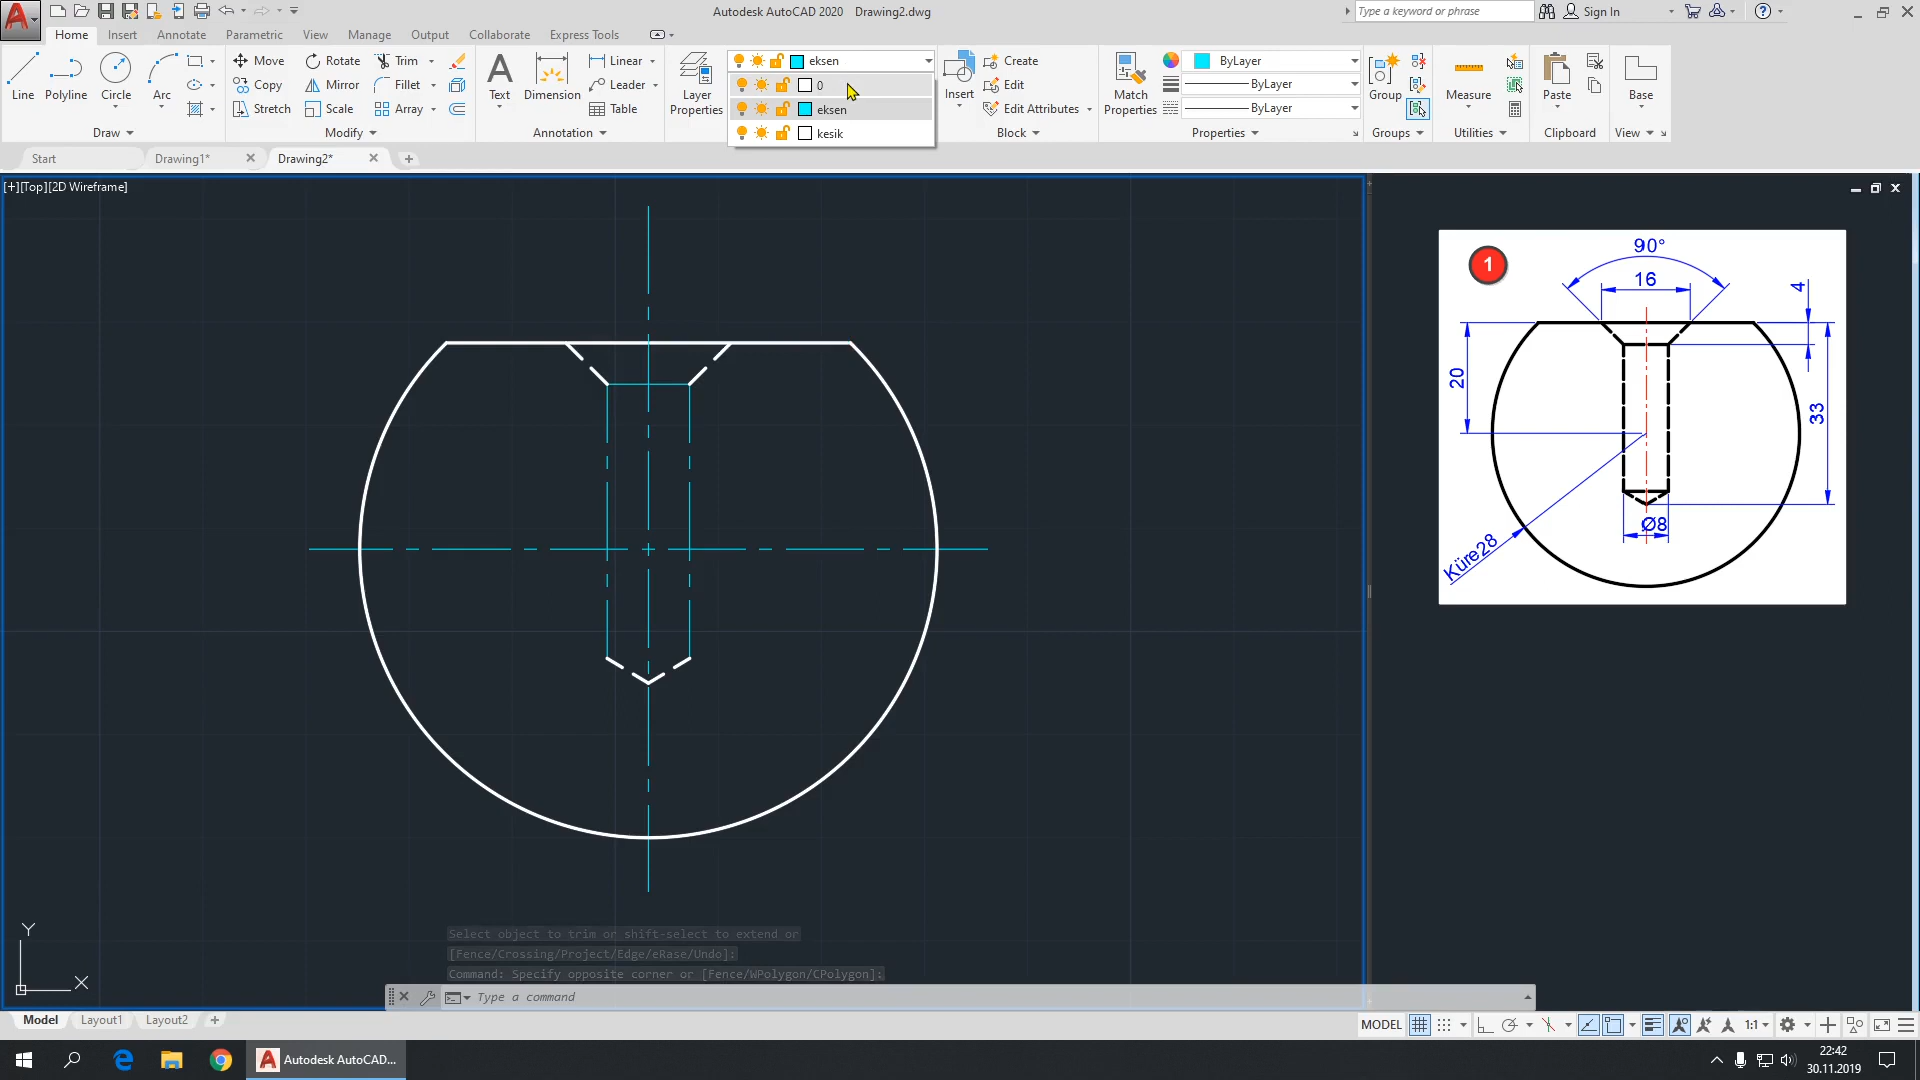 Autodesk AutoCAD 2020 Drawing2.dwg
Type a keyword or phrase
Sign In
Home Insert Annotate Parametric View Manage Output Collaborate Express Tools
Line Polyline Circle Arc
Draw
Move Rotate Trim
Copy Mirror Fillet
Stretch Scale Array
Modify
Text Dimension
Linear
Leader
Table
Annotation
Layer Properties
eksen
0
eksen
kesik
Insert
Create
Edit
Edit Attributes
Block
Match Properties
ByLayer
ByLayer
ByLayer
Properties
Group
Groups
Measure
Utilities
Paste
Clipboard
Base
View
Start Drawing1* Drawing2*
[+][Top][2D Wireframe]
1
90°
16
4
20
33
Ø8
Küre28
Y
X
Select object to trim or shift-select to extend or
[Fence/Crossing/Project/Edge/eRase/Undo]:
Command: Specify opposite corner or [Fence/WPolygon/CPolygon]:
Type a command
Model Layout1 Layout2
MODEL
1:1
Autodesk AutoCAD...
22:42
30.11.2019